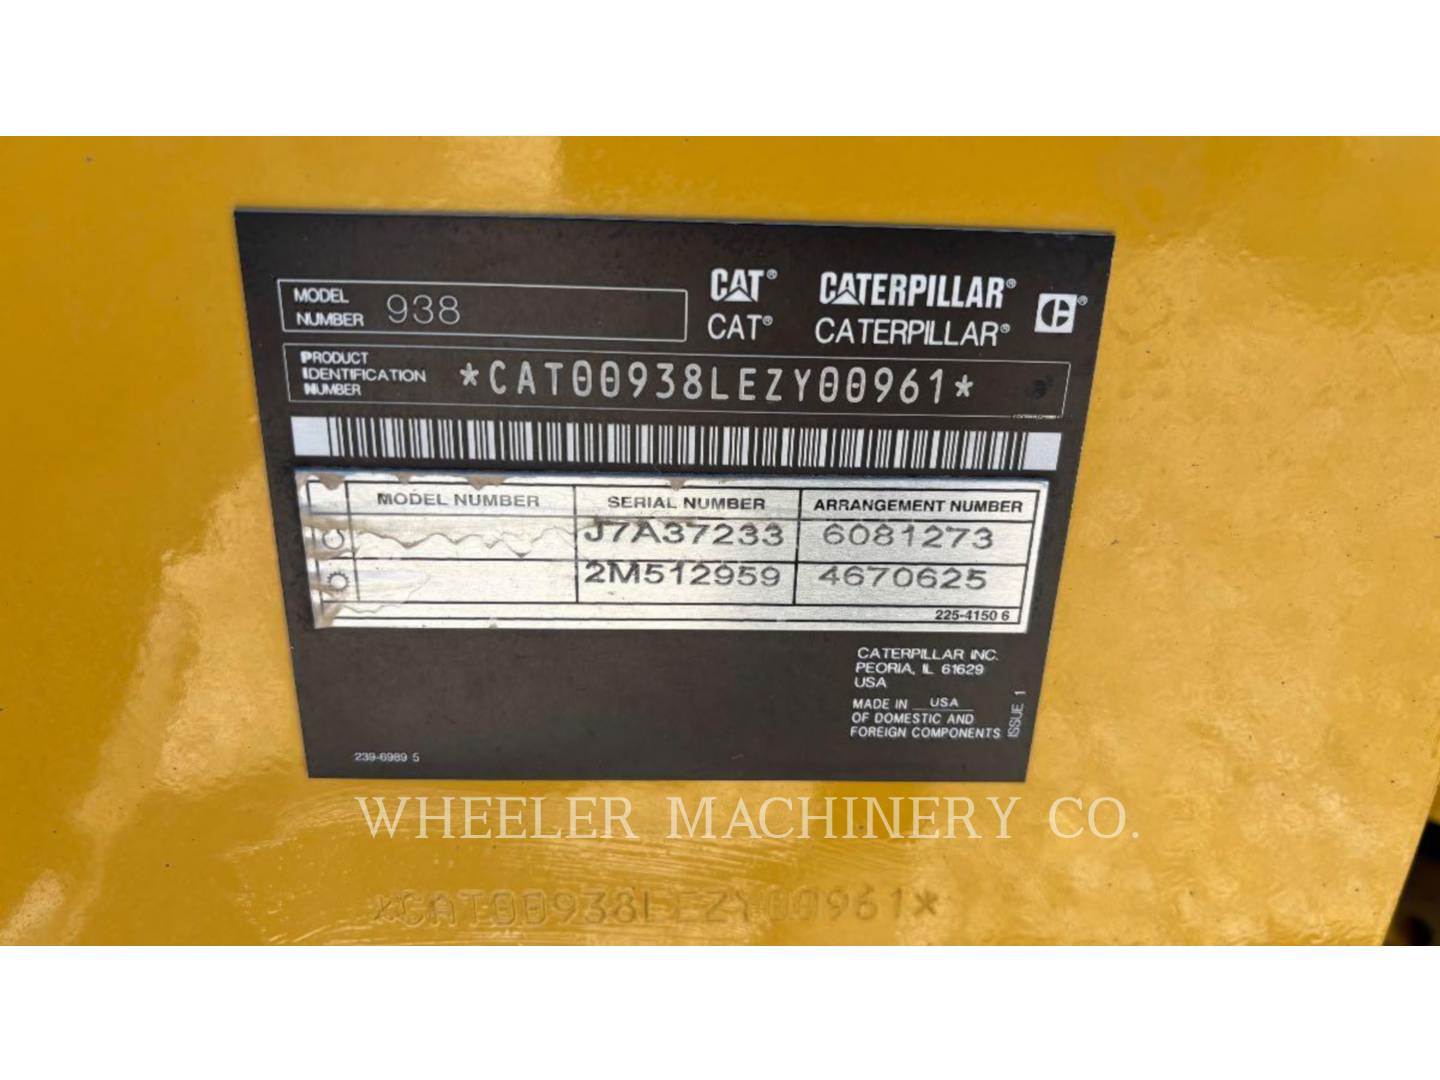 MODEL NUMBER 938
CAT® CATERPILLAR®
CAT® CATERPILLAR®
PRODUCT IDENTIFICATION NUMBER *CAT00938LEZY00961*
MODEL NUMBER SERIAL NUMBER ARRANGEMENT NUMBER
J7A37233 6081273
2M512959 4670625
225-4150 6
CATERPILLAR INC.
PEORIA, IL 61629
USA
MADE IN USA
OF DOMESTIC AND
FOREIGN COMPONENTS
ISSUE 1
239-6989 5
WHEELER MACHINERY CO.
*CAT00938LEZY00961*